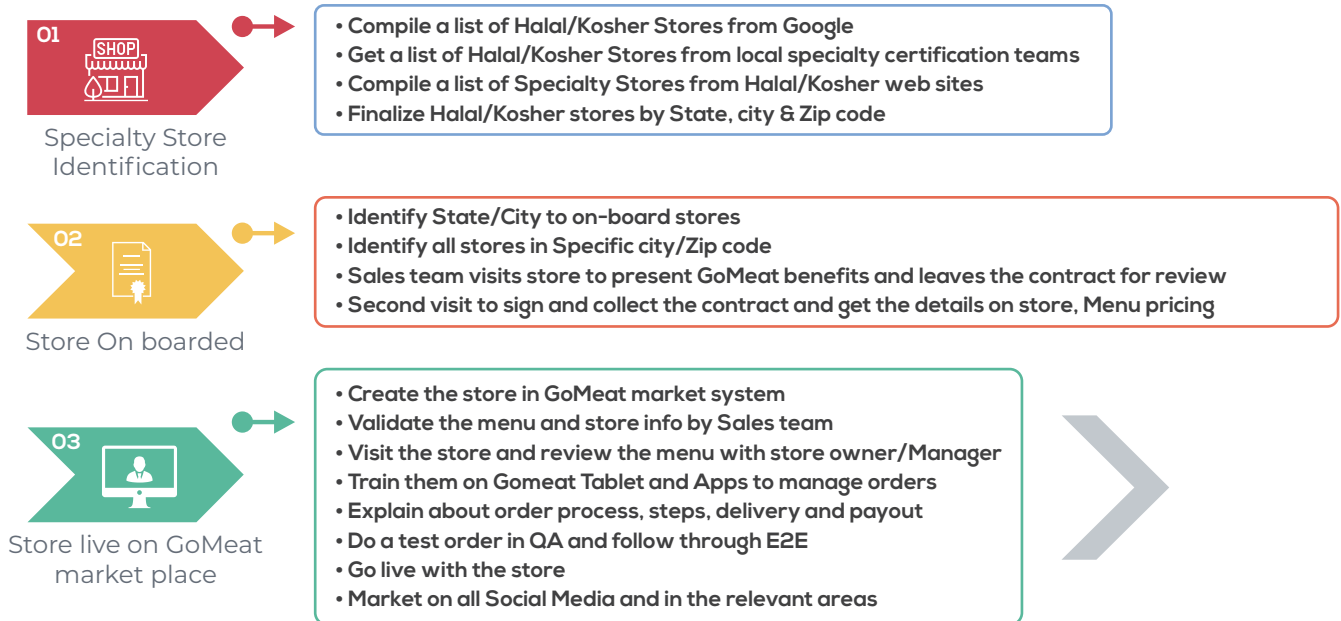 01
SHOP
Specialty Store
Identification
• Compile a list of Halal/Kosher Stores from Google
• Get a list of Halal/Kosher Stores from local specialty certification teams
• Compile a list of Specialty Stores from Halal/Kosher web sites
• Finalize Halal/Kosher stores by State, city & Zip code
02
Store On boarded
• Identify State/City to on-board stores
• Identify all stores in Specific city/Zip code
• Sales team visits store to present GoMeat benefits and leaves the contract for review
• Second visit to sign and collect the contract and get the details on store, Menu pricing
03
Store live on GoMeat
market place
• Create the store in GoMeat market system
• Validate the menu and store info by Sales team
• Visit the store and review the menu with store owner/Manager
• Train them on Gomeat Tablet and Apps to manage orders
• Explain about order process, steps, delivery and payout
• Do a test order in QA and follow through E2E
• Go live with the store
• Market on all Social Media and in the relevant areas